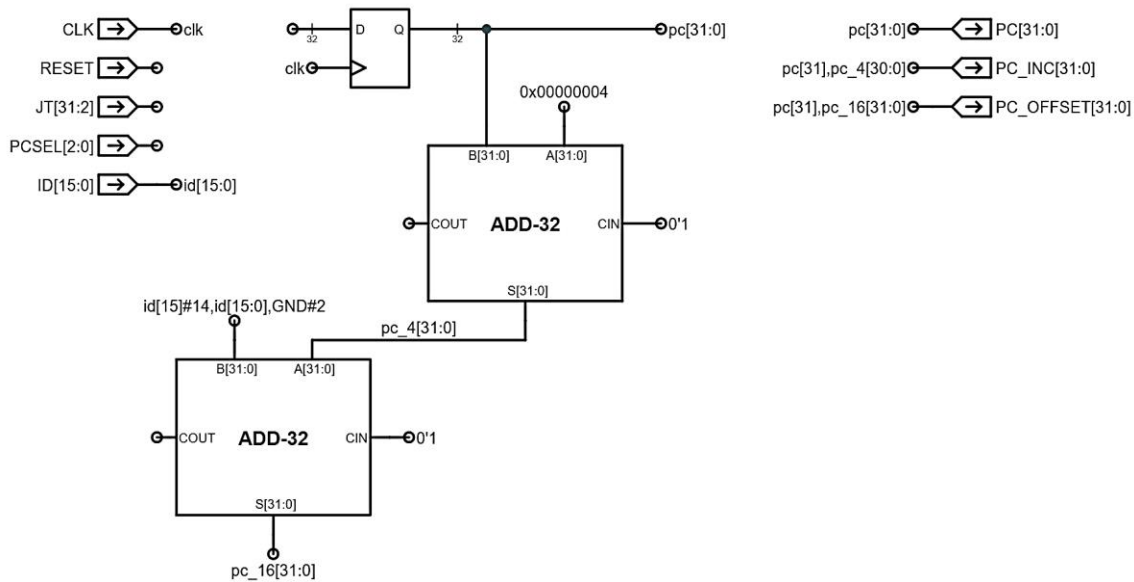 CLK clk
RESET
JT[31:2]
PCSEL[2:0]
ID[15:0] id[15:0]
32 D Q 32 pc[31:0]
clk
pc[31:0] PC[31:0]
pc[31],pc_4[30:0] PC_INC[31:0]
pc[31],pc_16[31:0] PC_OFFSET[31:0]
0x00000004
B[31:0] A[31:0]
COUT ADD-32 CIN 0'1
S[31:0]
pc_4[31:0]
id[15]#14,id[15:0],GND#2
B[31:0] A[31:0]
COUT ADD-32 CIN 0'1
S[31:0]
pc_16[31:0]